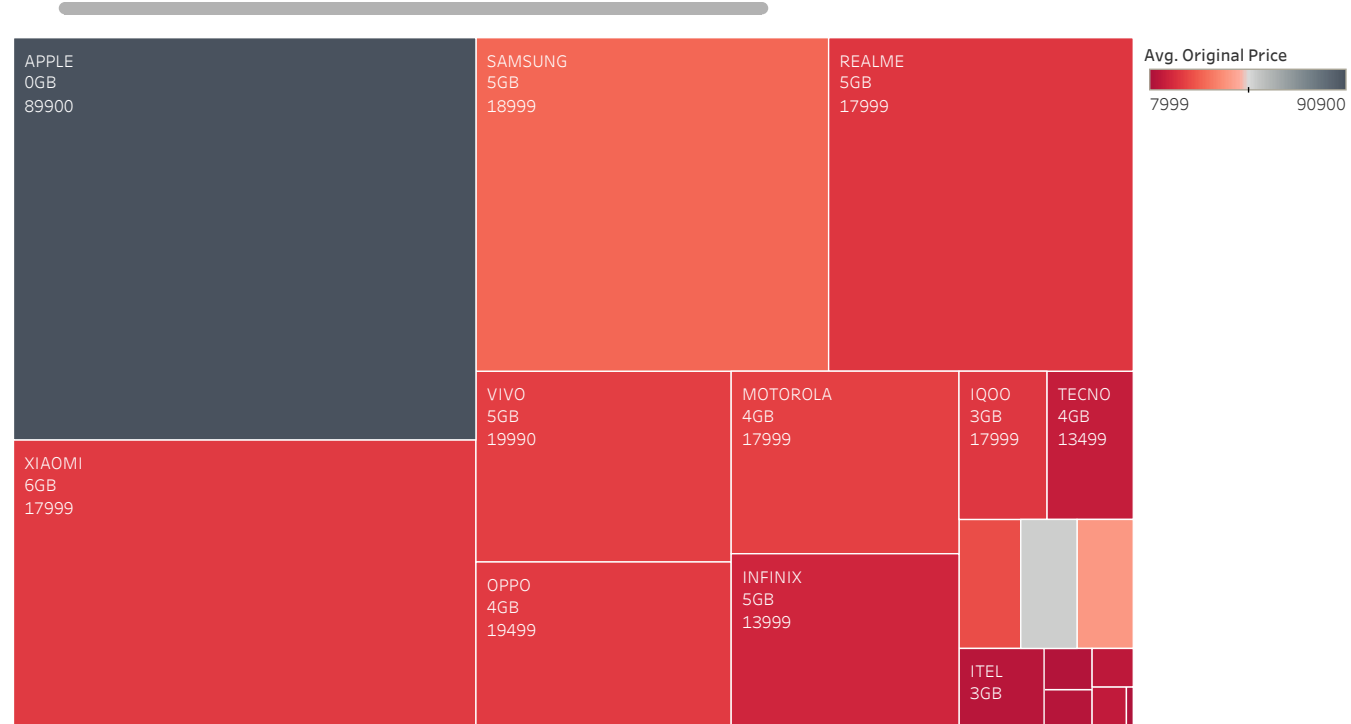 APPLE
0GB
89900
SAMSUNG
5GB
18999
REALME
5GB
17999
Avg. Original Price
7999 90900
XIAOMI
6GB
17999
VIVO
5GB
19990
MOTOROLA
4GB
17999
IQOO
3GB
17999
TECNO
4GB
13499
OPPO
4GB
19499
INFINIX
5GB
13999
ITEL
3GB